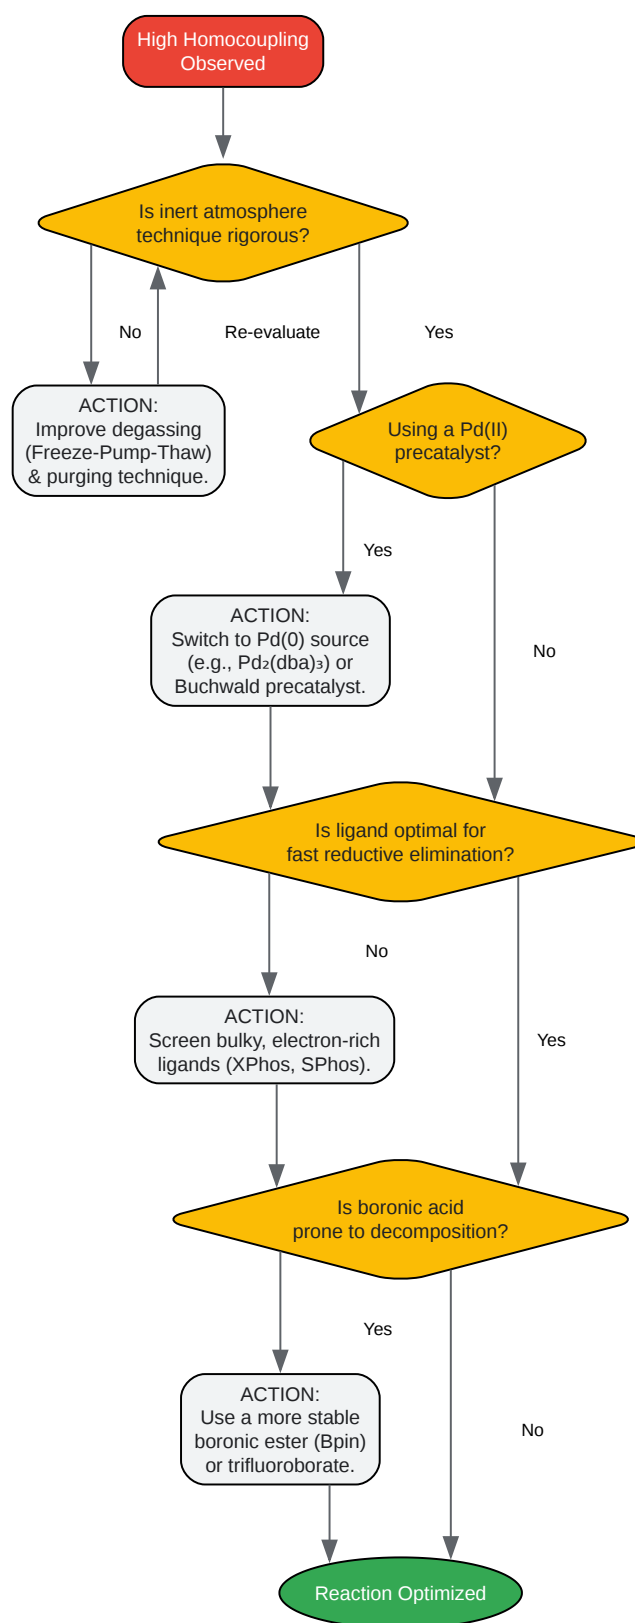 High Homocoupling
Observed
Is inert atmosphere
technique rigorous?
No
Re-evaluate
Yes
ACTION:
Improve degassing
(Freeze-Pump-Thaw)
& purging technique.
Using a Pd(II)
precatalyst?
Yes
ACTION:
Switch to Pd(0) source
(e.g., Pd₂(dba)₃) or
Buchwald precatalyst.
No
Is ligand optimal for
fast reductive elimination?
No
ACTION:
Screen bulky, electron-rich
ligands (XPhos, SPhos).
Yes
Is boronic acid
prone to decomposition?
Yes
ACTION:
Use a more stable
boronic ester (Bpin)
or trifluoroborate.
No
Reaction Optimized